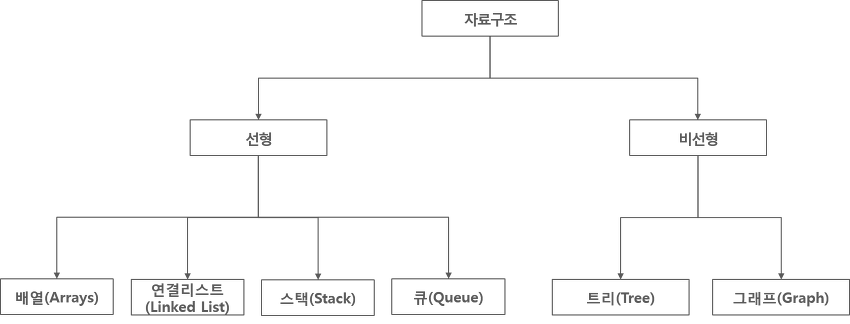 자료구조
선형
비선형
배열(Arrays)
연결리스트
(Linked List)
스택(Stack)
큐(Queue)
트리(Tree)
그래프(Graph)